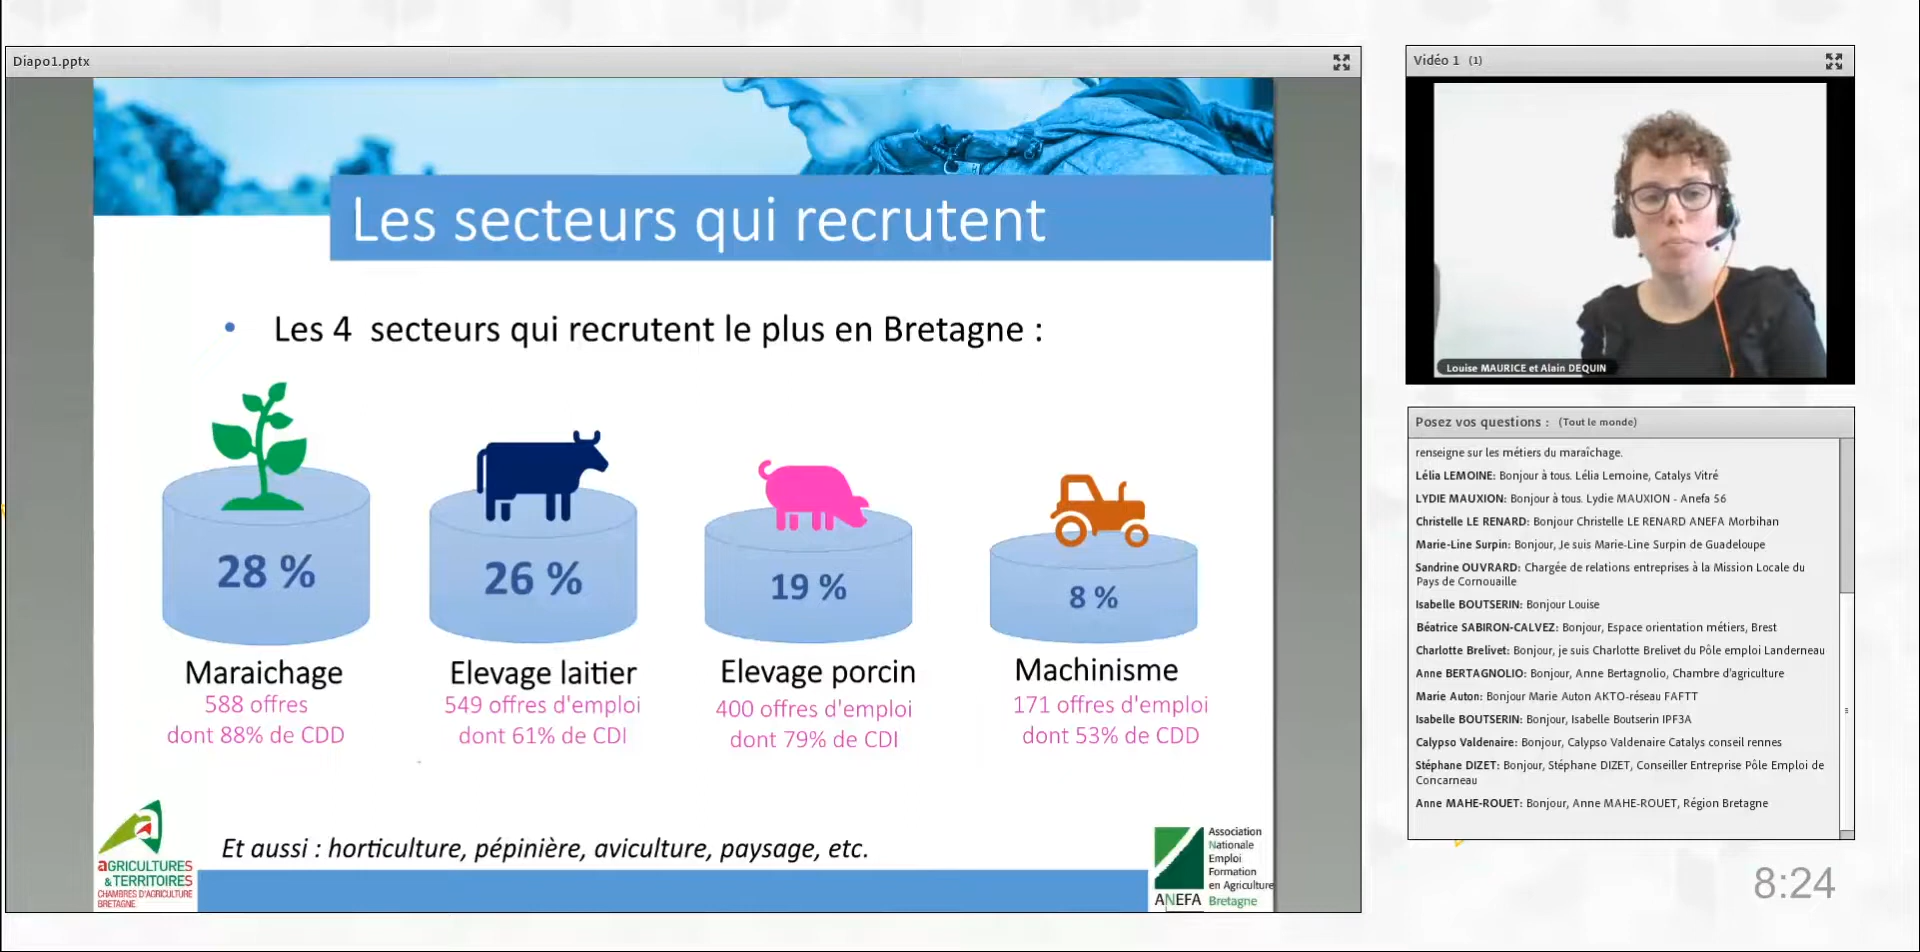 Diapo1.pptx
Les secteurs qui recrutent
• Les 4 secteurs qui recrutent le plus en Bretagne :
28 %
26 %
19 %
8 %
Maraichage
588 offres
dont 88% de CDD
Elevage laitier
549 offres d'emploi
dont 61% de CDI
Elevage porcin
400 offres d'emploi
dont 79% de CDI
Machinisme
171 offres d'emploi
dont 53% de CDD
Et aussi : horticulture, pépinière, aviculture, paysage, etc.
AGRICULTURES
& TERRITOIRES
CHAMBRES D'AGRICULTURE
BRETAGNE
ANEFA
Association
Nationale
Emploi
Formation
en Agriculture
Bretagne
Vidéo 1 (1)
Louise MAURICE et Alain DEQUIN
Posez vos questions : (Tout le monde)
renseigne sur les métiers du maraîchage.
Lélia LEMOINE: Bonjour à tous. Lélia Lemoine, Catalys Vitré
LYDIE MAUXION: Bonjour à tous. Lydie MAUXION - Anefa 56
Christelle LE RENARD: Bonjour Christelle LE RENARD ANEFA Morbihan
Marie-Line Surpin: Bonjour, Je suis Marie-Line Surpin de Guadeloupe
Sandrine OUVRARD: Chargée de relations entreprises à la Mission Locale du
Pays de Cornouaille
Isabelle BOUTSERIN: Bonjour Louise
Béatrice SABIRON-CALVEZ: Bonjour, Espace orientation métiers, Brest
Charlotte Brelivet: Bonjour, je suis Charlotte Brelivet du Pôle emploi Landerneau
Anne BERTAGNOLIO: Bonjour, Anne Bertagnolio, Chambre d'agriculture
Marie Auton: Bonjour Marie Auton AKTO-réseau FAFTT
Isabelle BOUTSERIN: Bonjour, Isabelle Boutserin IPF3A
Calypso Valdenaire: Bonjour, Calypso Valdenaire Catalys conseil rennes
Stéphane DIZET: Bonjour, Stéphane DIZET, Conseiller Entreprise Pôle Emploi de
Concarneau
Anne MAHE-ROUET: Bonjour, Anne MAHE-ROUET, Région Bretagne
8:24